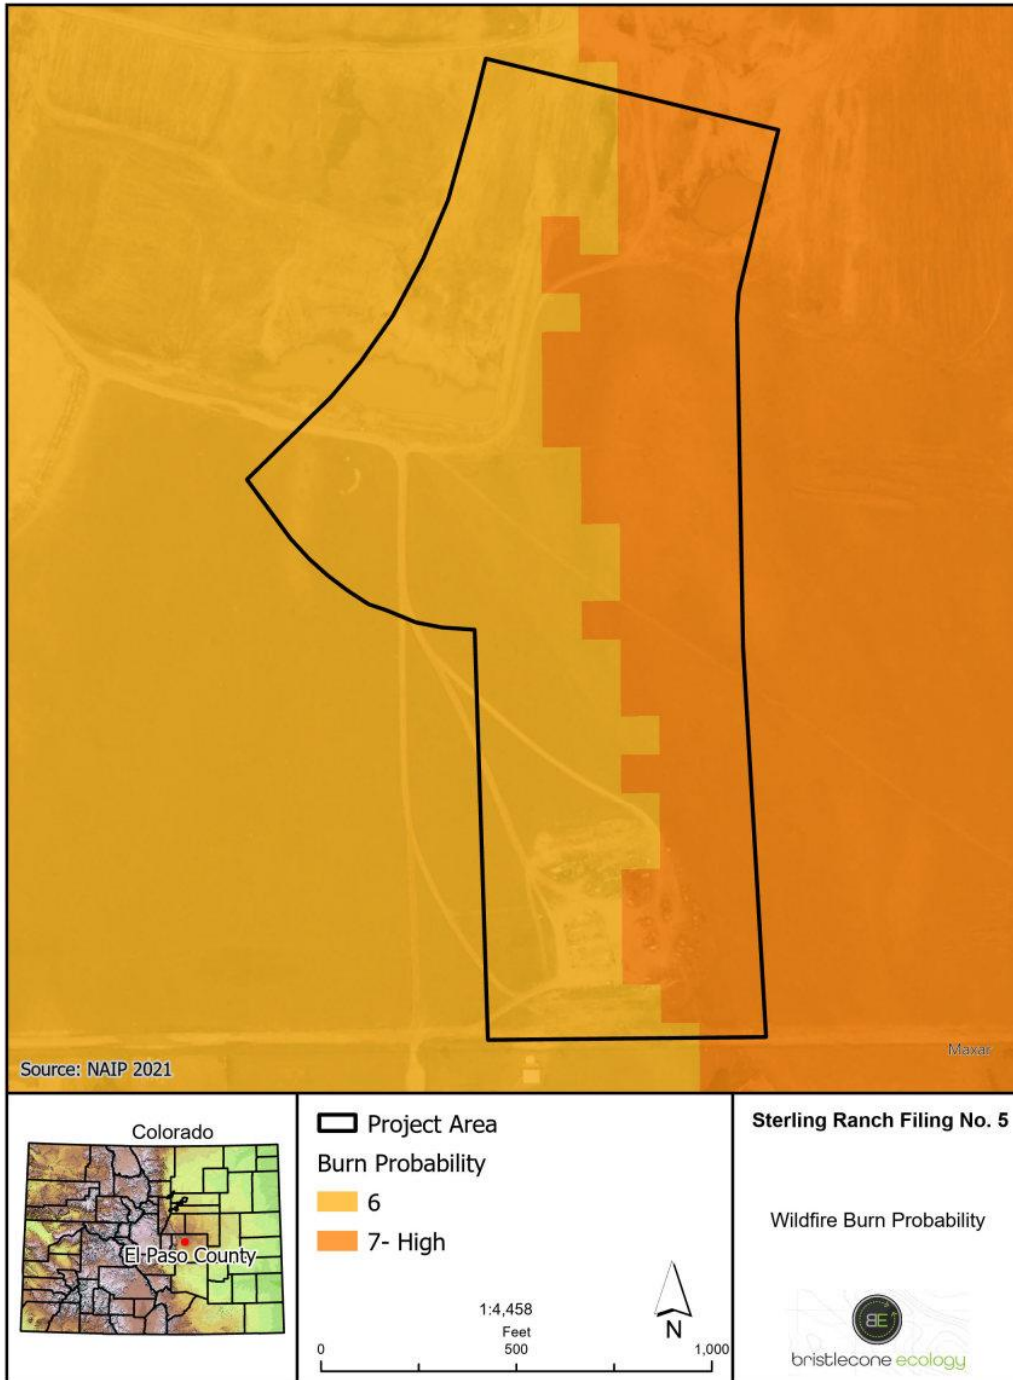 Maxar
Source: NAIP 2021
Colorado
El Paso County
Project Area
Burn Probability
6
7- High
1:4,458
Feet
0 500 1,000
N
Sterling Ranch Filing No. 5
Wildfire Burn Probability
BE
bristlecone ecology